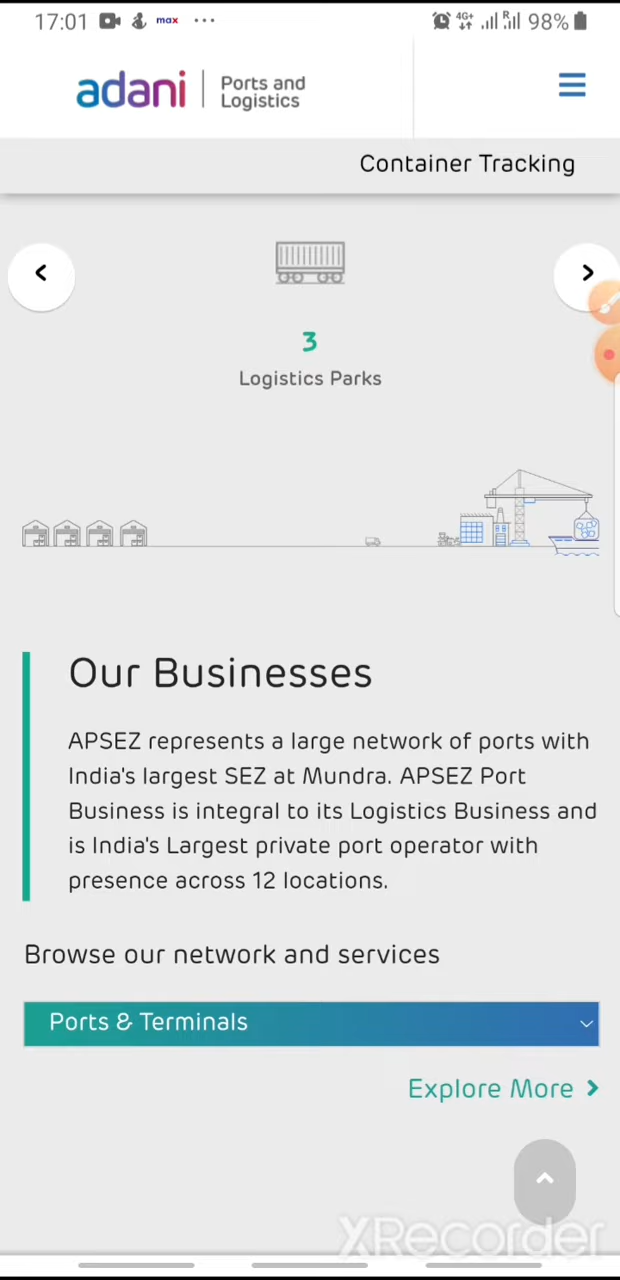 17:01 max ... 4G+ R 98%
adani | Ports and
Logistics
Container Tracking
3
Logistics Parks
Our Businesses
APSEZ represents a large network of ports with
India's largest SEZ at Mundra. APSEZ Port
Business is integral to its Logistics Business and
is India's Largest private port operator with
presence across 12 locations.
Browse our network and services
Ports & Terminals
Explore More
XRecorder